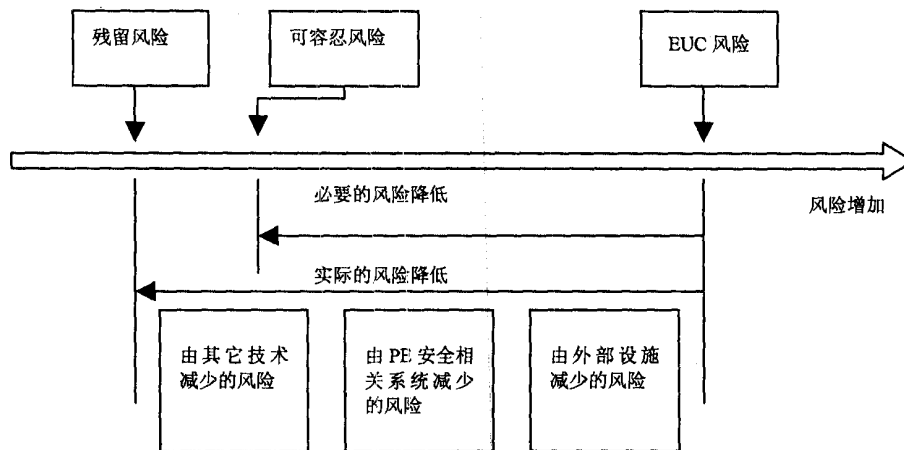 残留风险
可容忍风险
EUC 风险
必要的风险降低
风险增加
实际的风险降低
由其它技术
减少的风险
由 PE 安全相
关系统减少
的风险
由外部设施
减少的风险